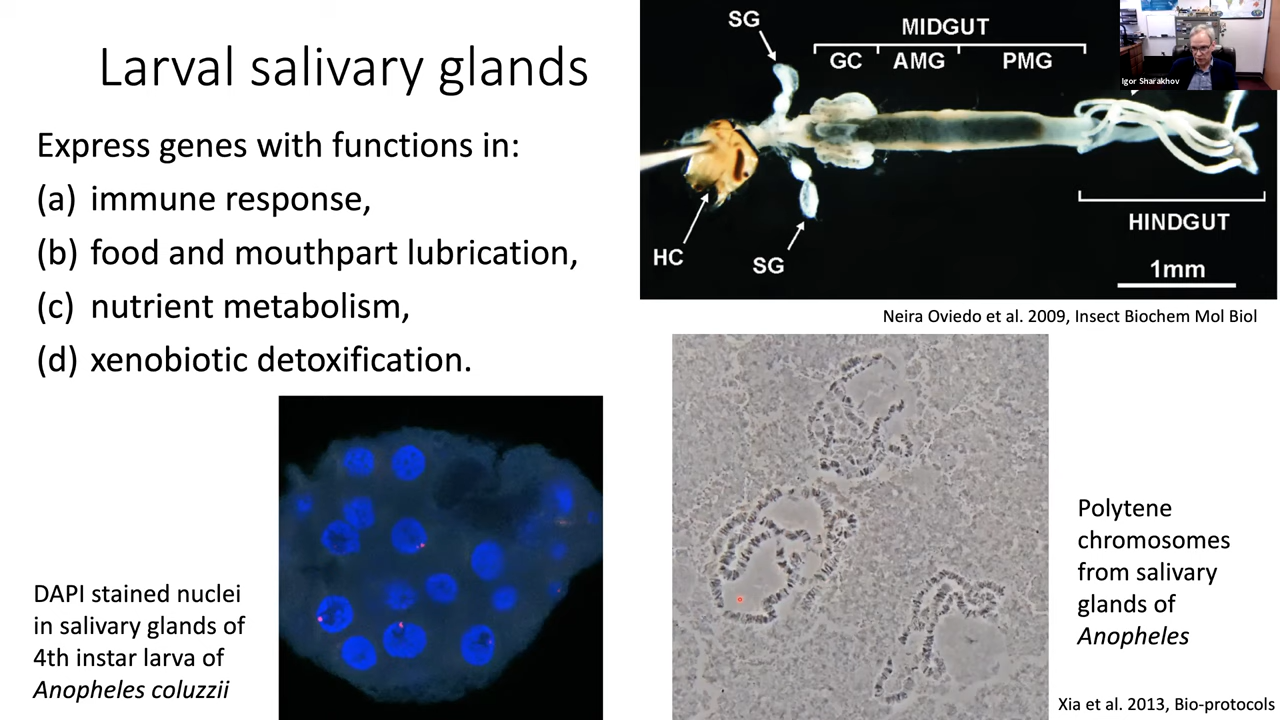 Larval salivary glands
Express genes with functions in:
(a) immune response,
(b) food and mouthpart lubrication,
(c) nutrient metabolism,
(d) xenobiotic detoxification.
DAPI stained nuclei
in salivary glands of
4th instar larva of
Anopheles coluzzii
SG
MIDGUT
GC AMG PMG
HC
SG
HINDGUT
1mm
Igor Sharakhov
Neira Oviedo et al. 2009, Insect Biochem Mol Biol
Polytene
chromosomes
from salivary
glands of
Anopheles
Xia et al. 2013, Bio-protocols